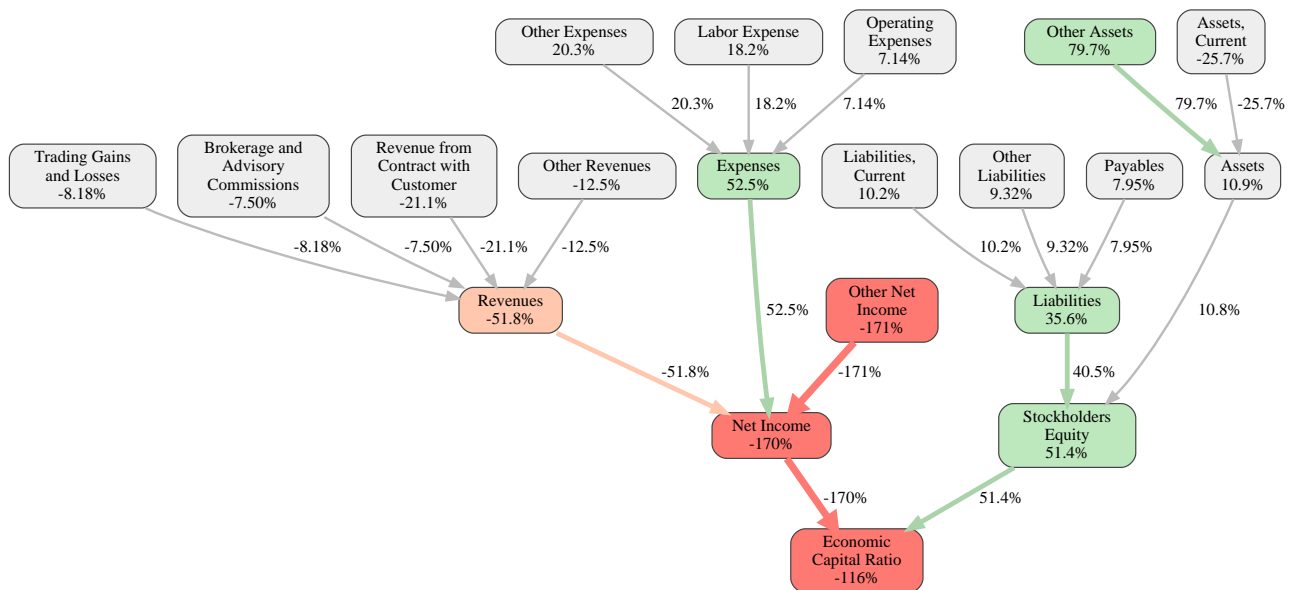 Other Expenses
20.3%
Labor Expense
18.2%
Operating
Expenses
7.14%
Other Assets
79.7%
Assets,
Current
-25.7%
20.3%
18.2%
7.14%
79.7%
-25.7%
Trading Gains
and Losses
-8.18%
Brokerage and
Advisory
Commissions
-7.50%
Revenue from
Contract with
Customer
-21.1%
Other Revenues
-12.5%
Expenses
52.5%
Liabilities,
Current
10.2%
Other
Liabilities
9.32%
Payables
7.95%
Assets
10.9%
-8.18%
-7.50%
-21.1%
-12.5%
10.2%
9.32%
7.95%
Revenues
-51.8%
52.5%
Other Net
Income
-171%
Liabilities
35.6%
10.8%
-51.8%
-171%
40.5%
Net Income
-170%
Stockholders
Equity
51.4%
-170%
51.4%
Economic
Capital Ratio
-116%